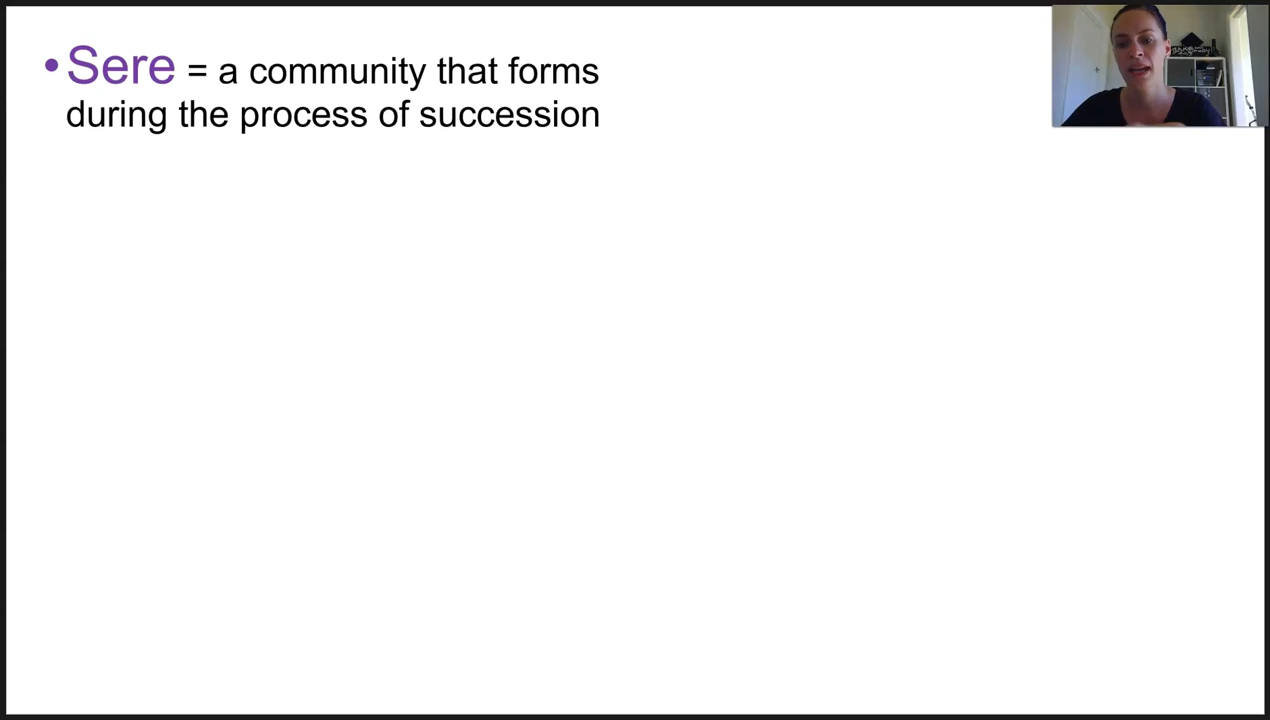 •Sere = a community that forms
during the process of succession